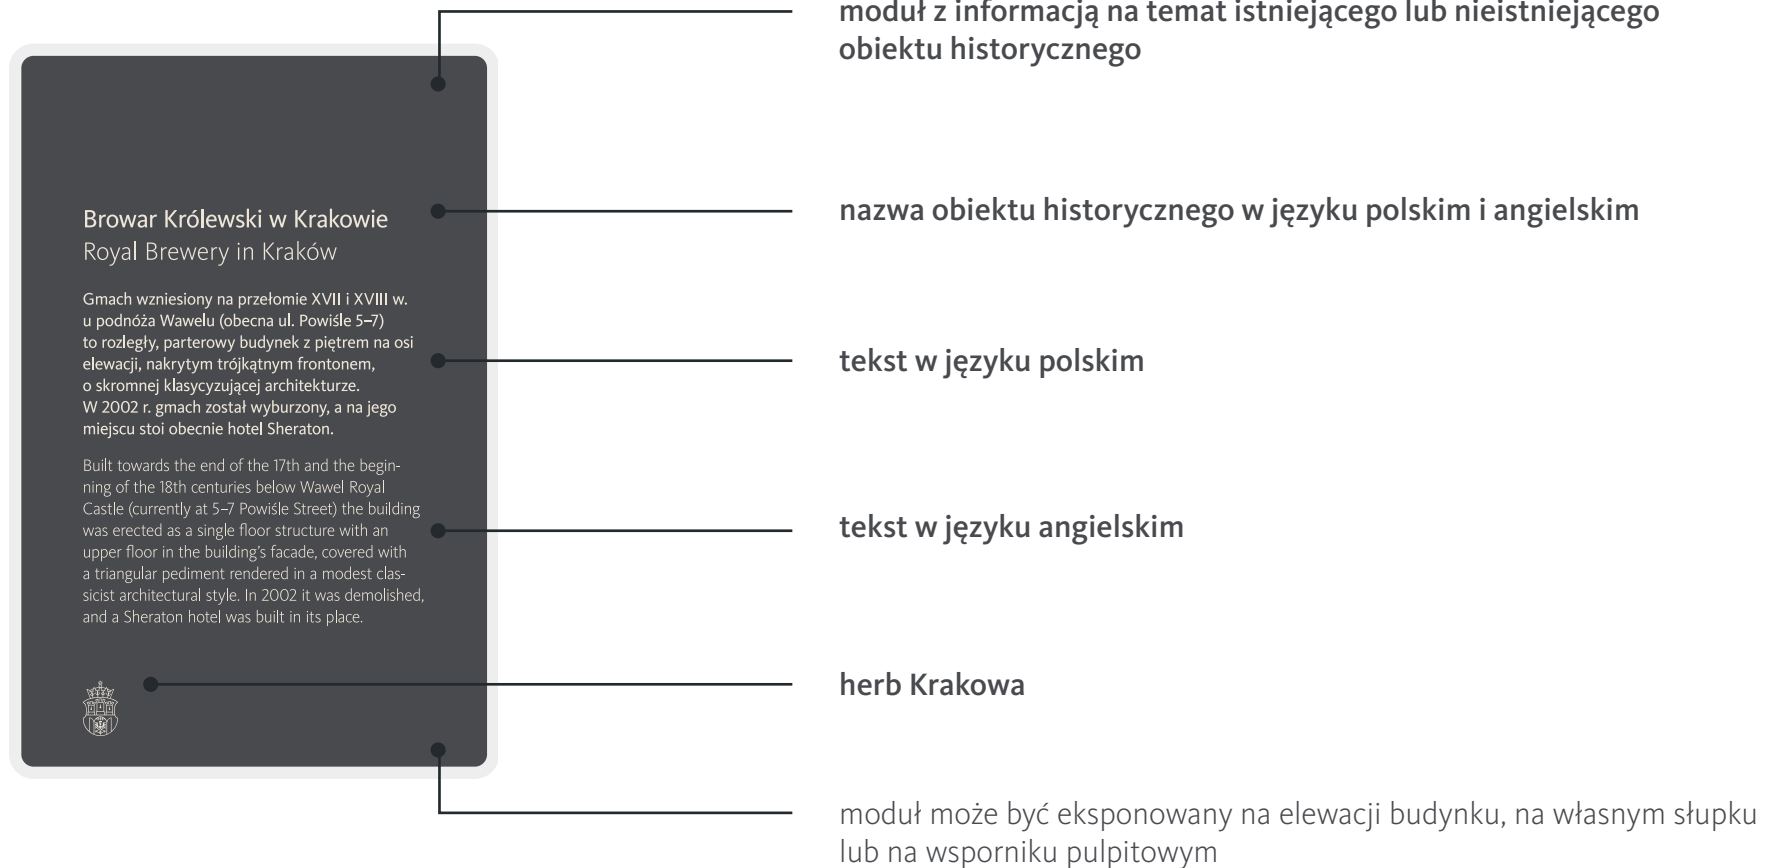 moduł z informacją na temat istniejącego lub nieistniejącego
obiektu historycznego
Browar Królewski w Krakowie
Royal Brewery in Kraków
Gmach wzniesiony na przełomie XVII i XVIII w.
u podnóża Wawelu (obecna ul. Powiśle 5–7)
to rozległy, parterowy budynek z piętrem na osi
elewacji, nakrytym trójkątnym frontonem,
o skromnej klasycyzującej architekturze.
W 2002 r. gmach został wyburzony, a na jego
miejscu stoi obecnie hotel Sheraton.
Built towards the end of the 17th and the begin-
ning of the 18th centuries below Wawel Royal
Castle (currently at 5–7 Powiśle Street) the building
was erected as a single floor structure with an
upper floor in the building's facade, covered with
a triangular pediment rendered in a modest clas-
sicist architectural style. In 2002 it was demolished,
and a Sheraton hotel was built in its place.
nazwa obiektu historycznego w języku polskim i angielskim
tekst w języku polskim
tekst w języku angielskim
herb Krakowa
moduł może być eksponowany na elewacji budynku, na własnym słupku
lub na wsporniku pulpitowym